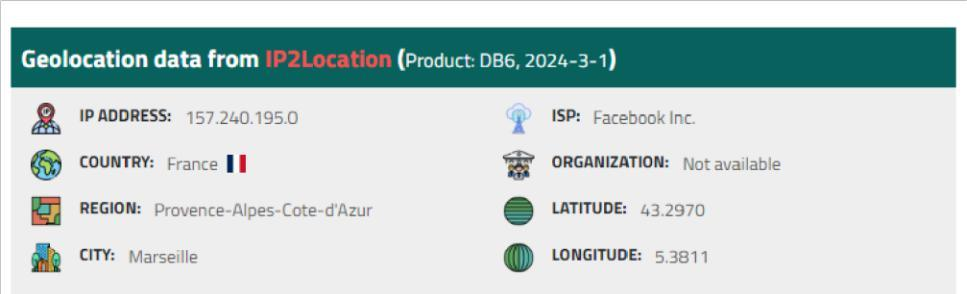 Geolocation data from IP2Location (Product: DB6, 2024-3-1)
IP ADDRESS: 157.240.195.0
ISP: Facebook Inc.
COUNTRY: France
ORGANIZATION: Not available
REGION: Provence-Alpes-Cote-d'Azur
LATITUDE: 43.2970
CITY: Marseille
LONGITUDE: 5.3811